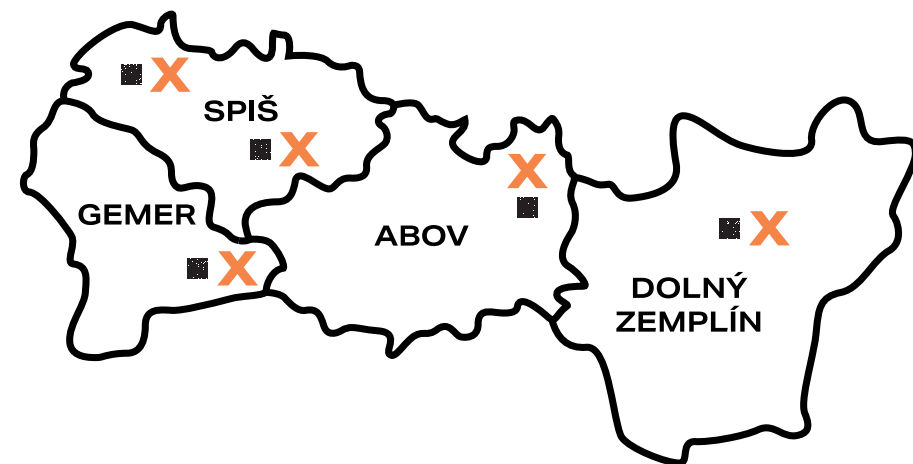 X
SPIŠ
X
GEMER
X
ABOV
X
X
DOLNÝ
ZEMPLÍN